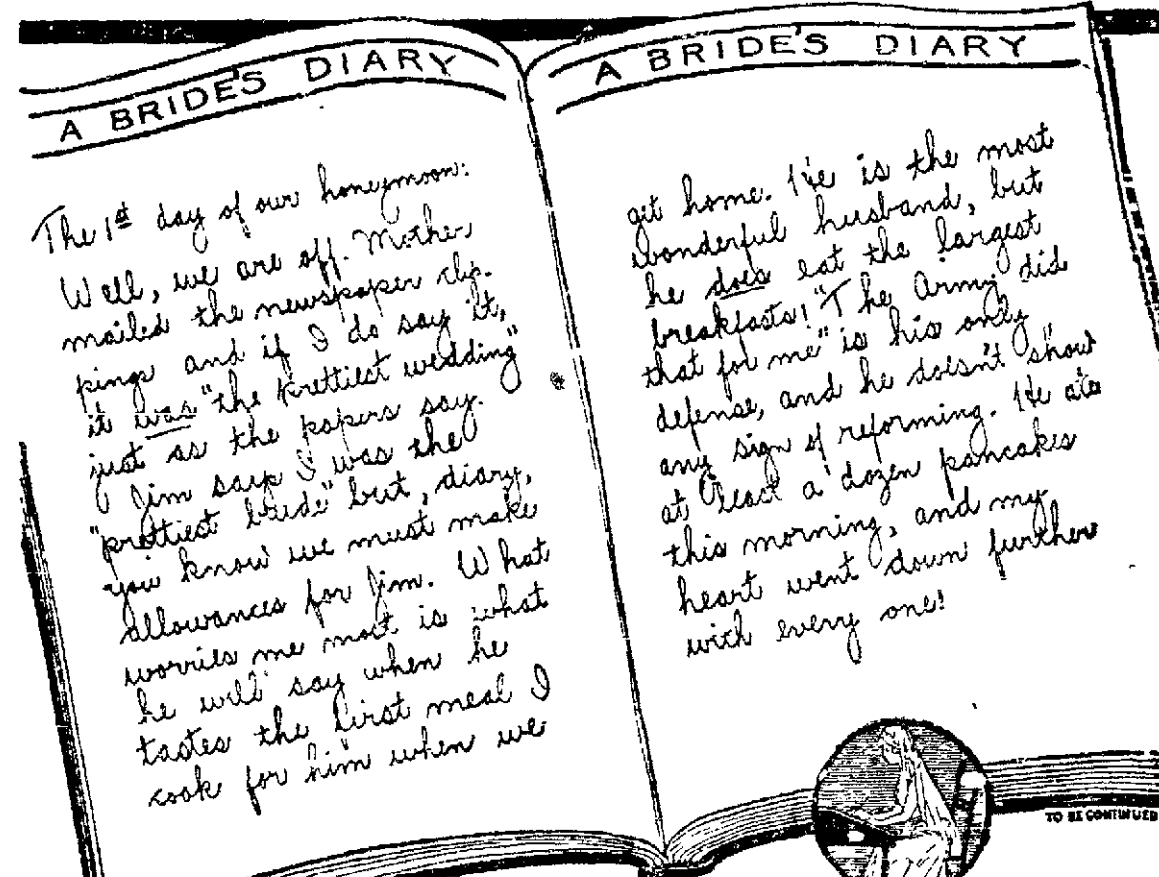 A BRIDE'S DIARY
The 1st day of our honeymoon:
Well, we are off. Mother
mailed the newspaper clip-
pings and if I do say it,
it was "the prettiest wedding"
just as the papers say.
Jim says I was the
"prettiest bride" but, diary,
you know we must make
allowances for Jim. What
worries me most is what
he will say when he
tastes the first meal I
cook for him when we
A BRIDE'S DIARY
get home. He is the most
wonderful husband, but
he does eat the largest
breakfasts! "The Army did
that for me" is his only
defense, and he doesn't show
any sign of reforming. He ate
at least a dozen pancakes
this morning, and my
heart went down further
with every one!
TO BE CONTINUED